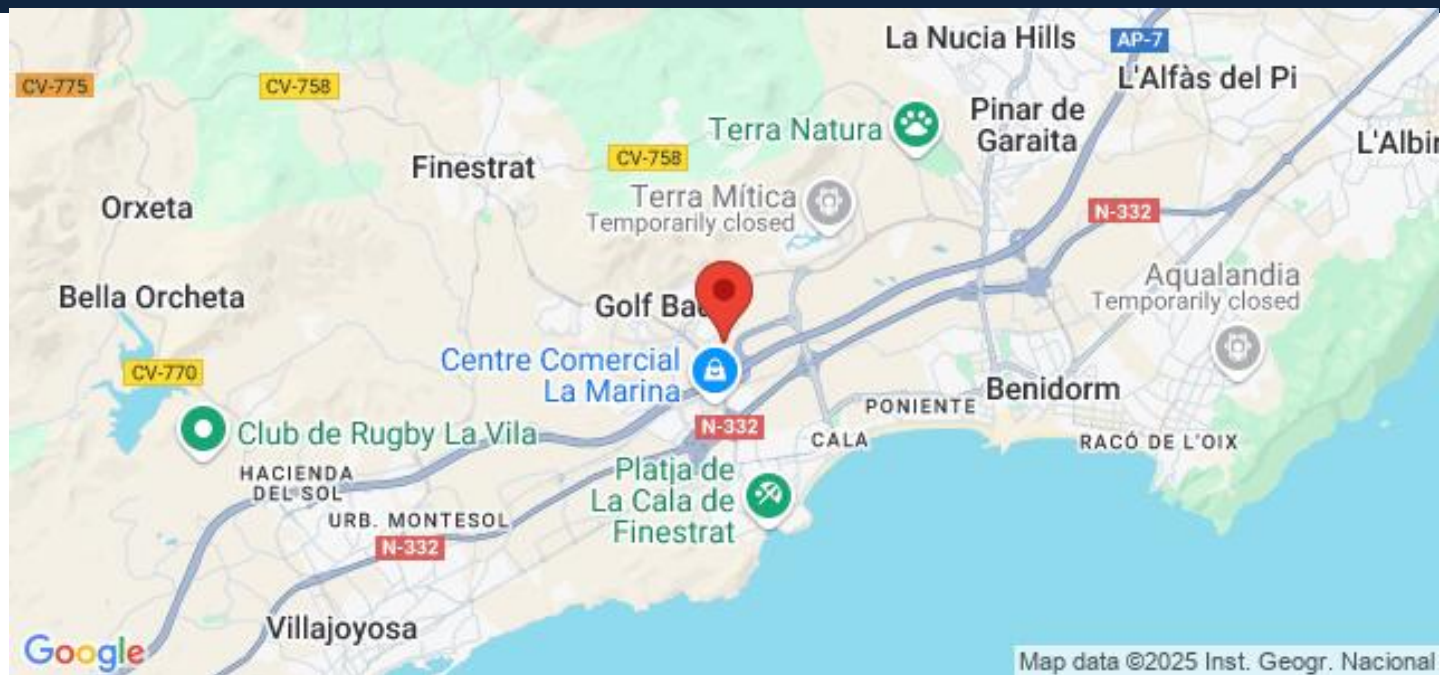 La Nucia Hills
AP-7
CV-775
CV-758
L'Alfàs del Pi
Terra Natura
Pinar de
Garaita
L'Albir
Finestrat
CV-758
Terra Mítica
Temporarily closed
Orxeta
N-332
Bella Orcheta
Golf
Aqualandia
Temporarily closed
Centre Comercial
La Marina
CV-770
Benidorm
PONIENTE
N-332
CALA
RACÓ DE L'OIX
Club de Rugby La Vila
HACIENDA
DEL SOL
Platja de
La Cala de
Finestrat
URB. MONTESOL
N-332
Villajoyosa
Google
Map data ©2025 Inst. Geogr. Nacional